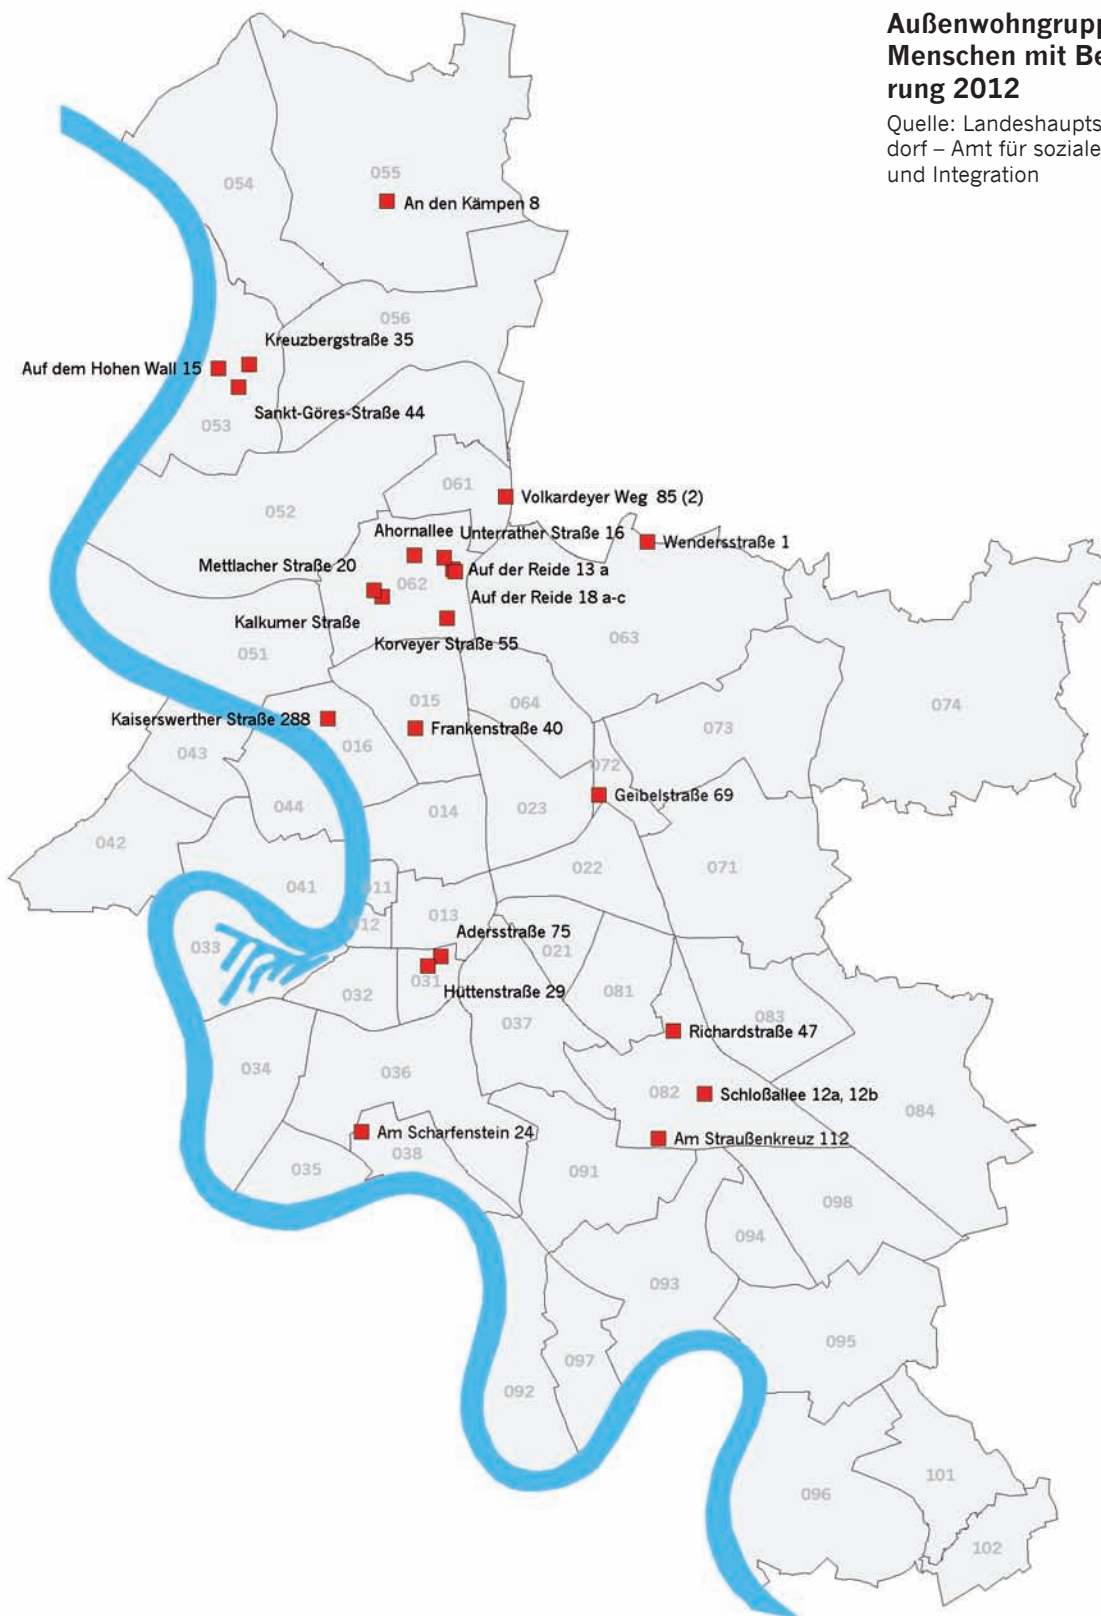 Außenwohngrupp
Menschen mit Be
rung 2012
Quelle: Landeshaupts
dorf – Amt für soziale
und Integration
055
054
An den Kämpen 8
056
Kreuzbergstraße 35
Auf dem Hohen Wall 15
Sankt-Göres-Straße 44
053
061
Volkardeyer Weg 85 (2)
052
Ahornallee
Unterrather Straße 16
Wendersstraße 1
Mettlacher Straße 20
062
Auf der Reide 13 a
Auf der Reide 18 a-c
Kalkumer Straße
Korveyer Straße 55
063
051
015
064
074
Kaiserswerther Straße 288
Frankenstraße 40
073
016
043
072
Geibelstraße 69
044
014
023
042
022
071
041
011
013
012
Adersstraße 75
033
021
031
Hüttenstraße 29
032
081
037
083
Richardstraße 47
034
036
082
Schloßallee 12a, 12b
084
Am Scharfenstein 24
Am Straußenkreuz 112
038
035
091
098
094
093
095
097
092
101
096
102